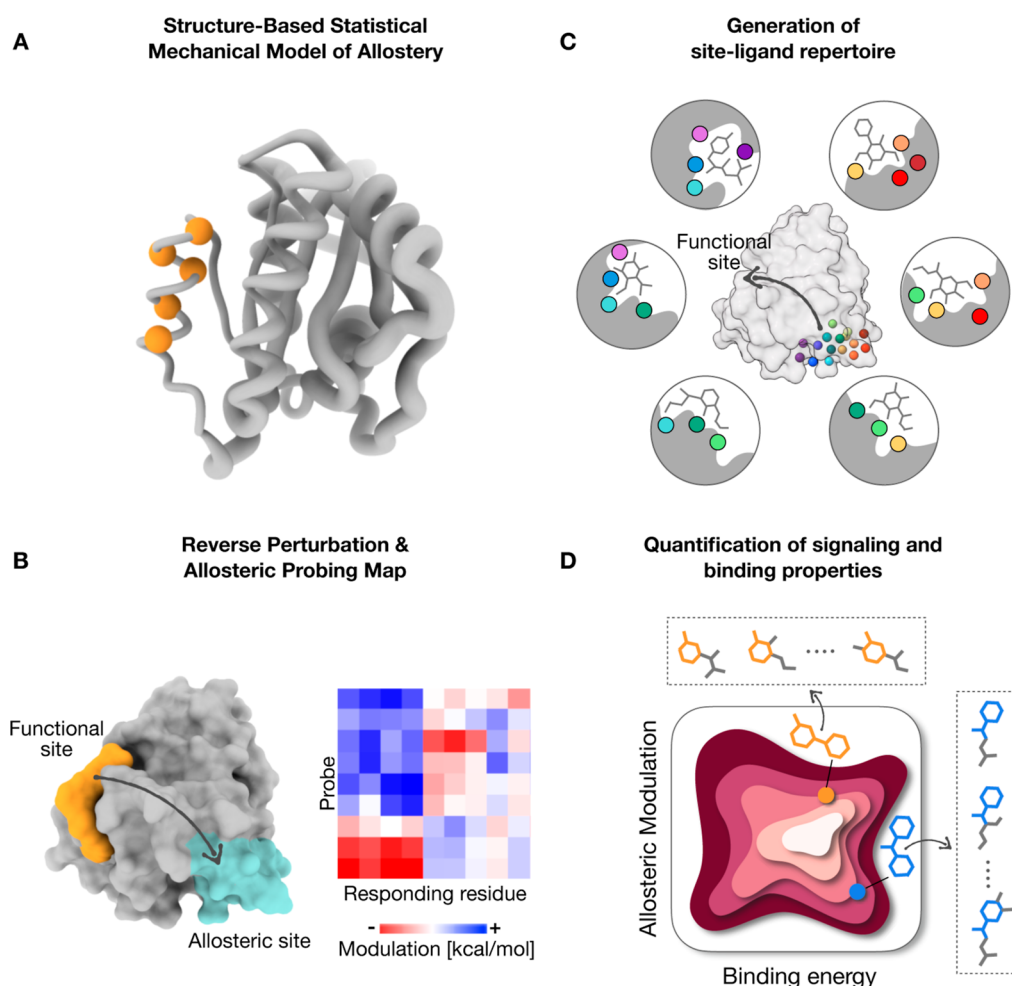 A
Structure-Based Statistical
Mechanical Model of Allostery
C
Generation of
site-ligand repertoire
Functional
site
B
Reverse Perturbation &
Allosteric Probing Map
Functional
site
Allosteric site
Probe
Responding residue
- +
Modulation [kcal/mol]
D
Quantification of signaling and
binding properties
Allosteric Modulation
Binding energy